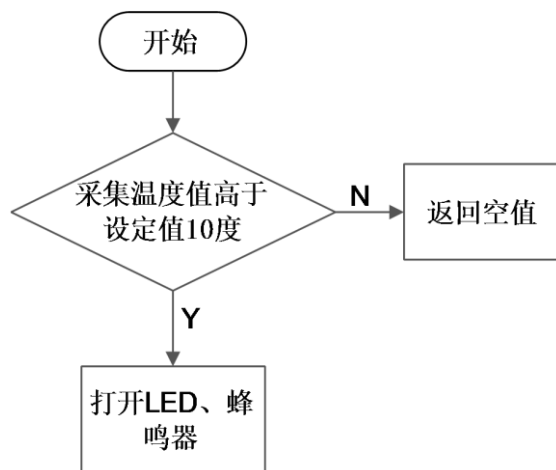 开始
采集温度值高于
设定值10度
N
返回空值
Y
打开LED、蜂
鸣器